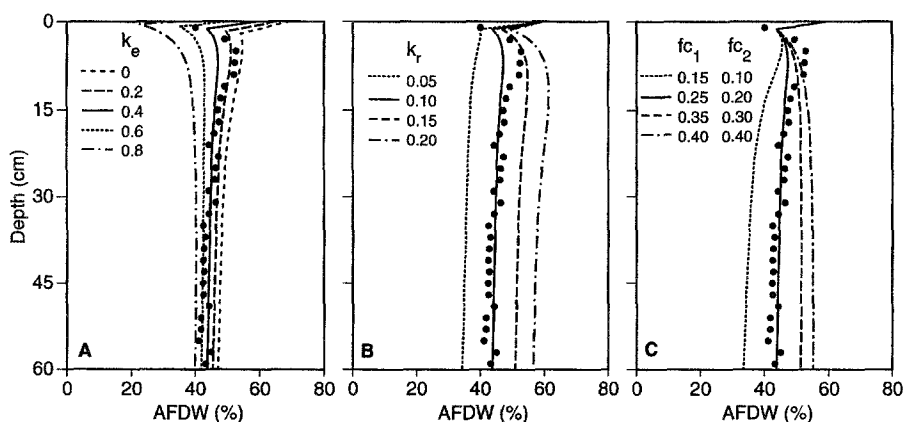 0
15
30
45
60
Depth (cm)
k_e
0
0.2
0.4
0.6
0.8
A
0 20 40 60 80
AFDW (%)
k_r
0.05
0.10
0.15
0.20
B
0 20 40 60 80
AFDW (%)
fc_1 fc_2
0.15 0.10
0.25 0.20
0.35 0.30
0.40 0.40
C
0 20 40 60 80
AFDW (%)